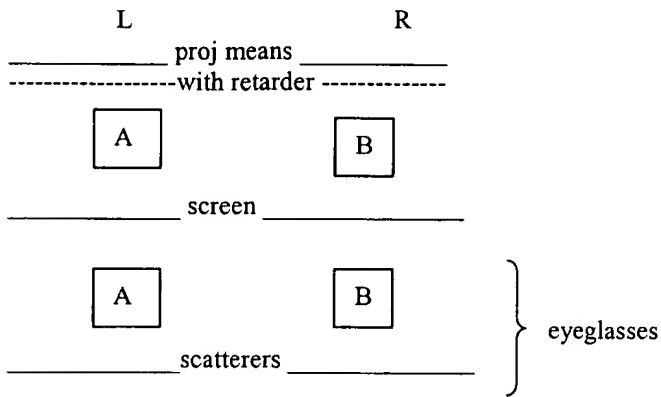 L R
proj means
with retarder
A B
screen
A B
eyeglasses
scatterers